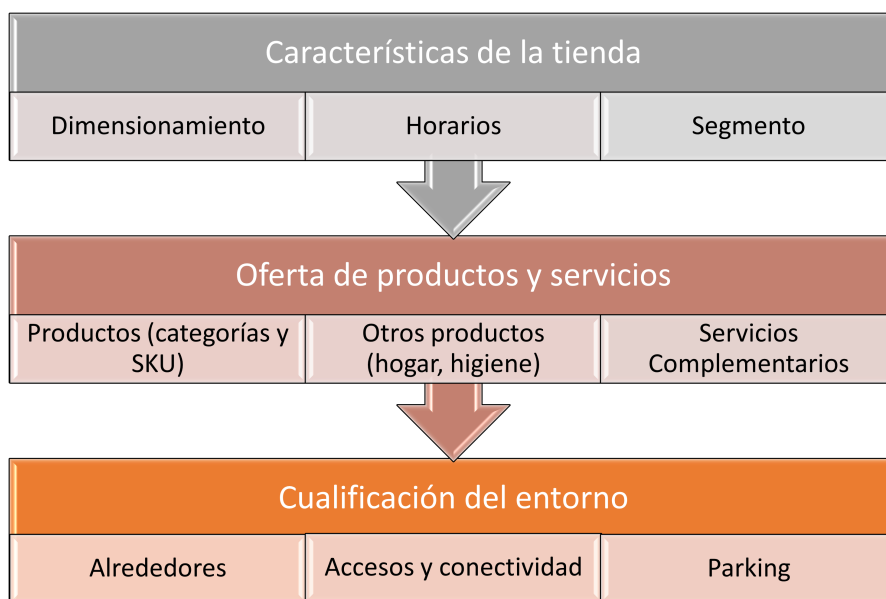 Características de la tienda
Dimensionamiento
Horarios
Segmento
Oferta de productos y servicios
Productos (categorías y
SKU)
Otros productos
(hogar, higiene)
Servicios
Complementarios
Cualificación del entorno
Alrededores
Accesos y conectividad
Parking